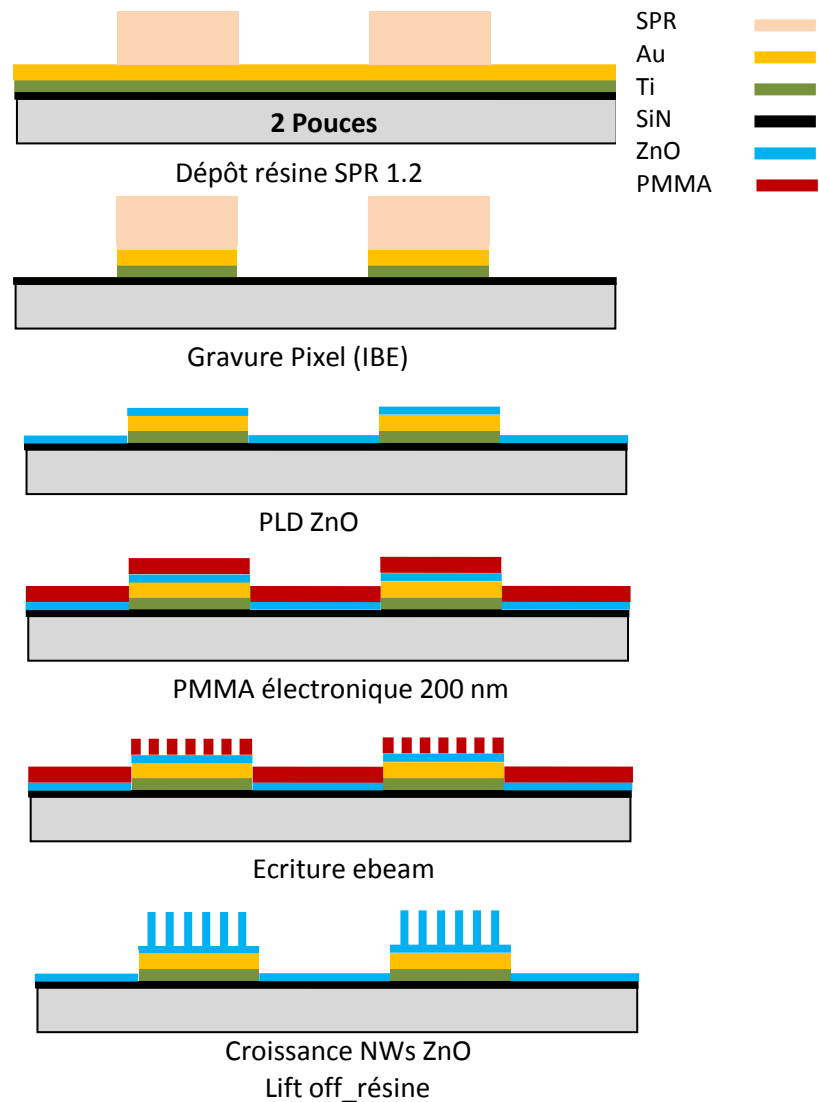 SPR
Au
Ti
SiN
ZnO
PMMA
2 Pouces
Dépôt résine SPR 1.2
Gravure Pixel (IBE)
PLD ZnO
PMMA électronique 200 nm
Ecriture ebeam
Croissance NWs ZnO
Lift off_résine